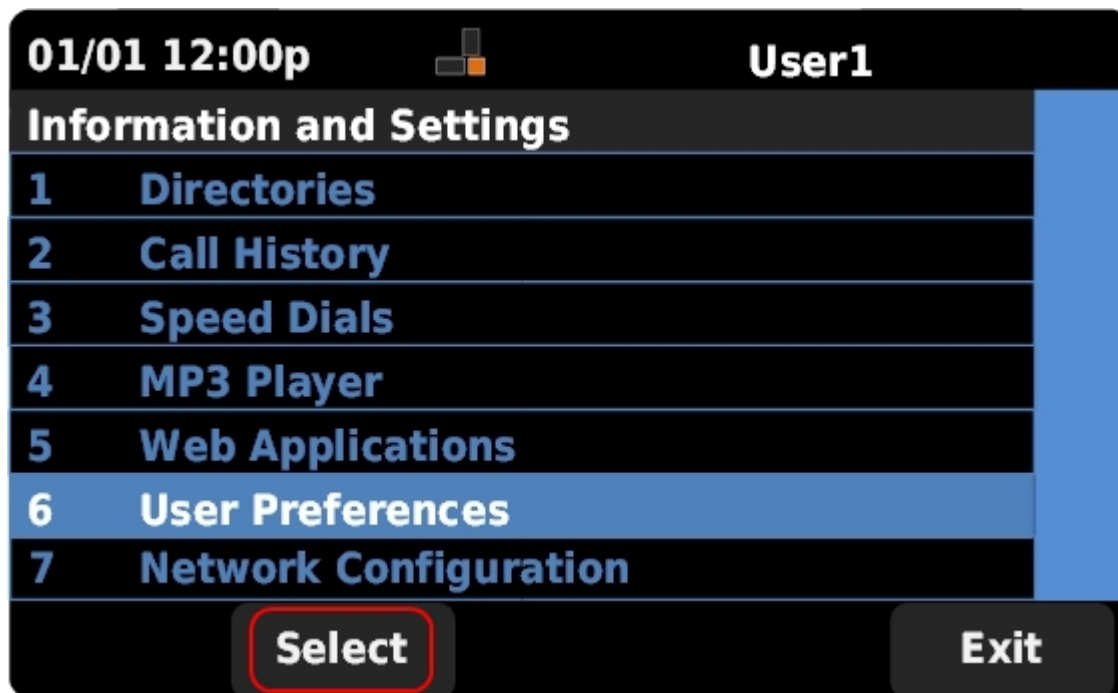 01/01 12:00p User1
Information and Settings
1 Directories
2 Call History
3 Speed Dials
4 MP3 Player
5 Web Applications
6 User Preferences
7 Network Configuration
Select Exit